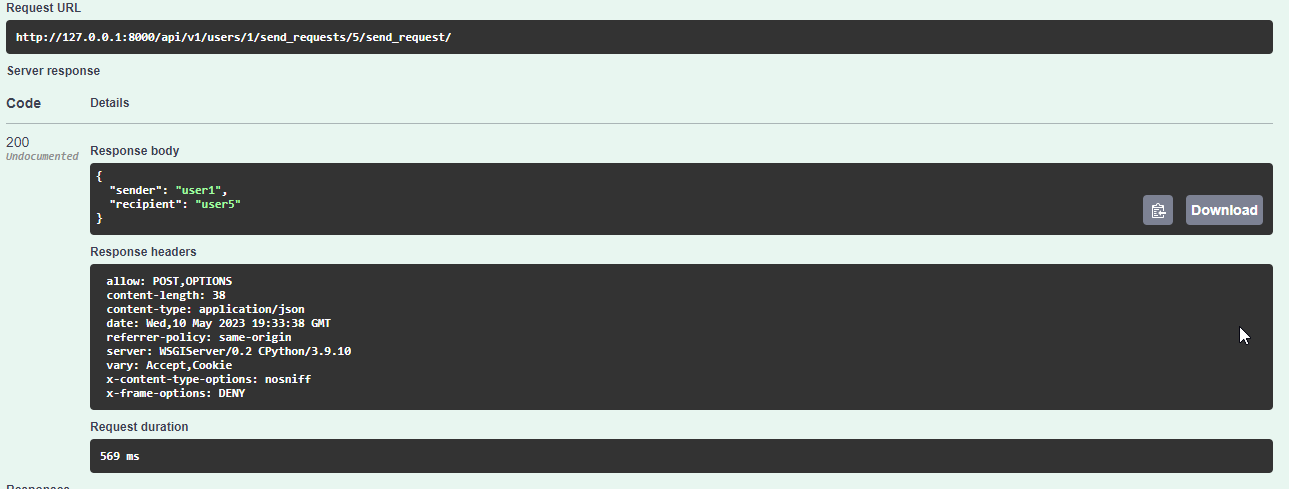 Request URL
http://127.0.0.1:8000/api/v1/users/1/send_requests/5/send_request/
Server response
Code Details
200
Undocumented
Response body
{
"sender": "user1",
"recipient": "user5"
}
Download
Response headers
allow: POST,OPTIONS
content-length: 38
content-type: application/json
date: Wed,10 May 2023 19:33:38 GMT
referrer-policy: same-origin
server: WSGIServer/0.2 CPython/3.9.10
vary: Accept,Cookie
x-content-type-options: nosniff
x-frame-options: DENY
Request duration
569 ms
Responses